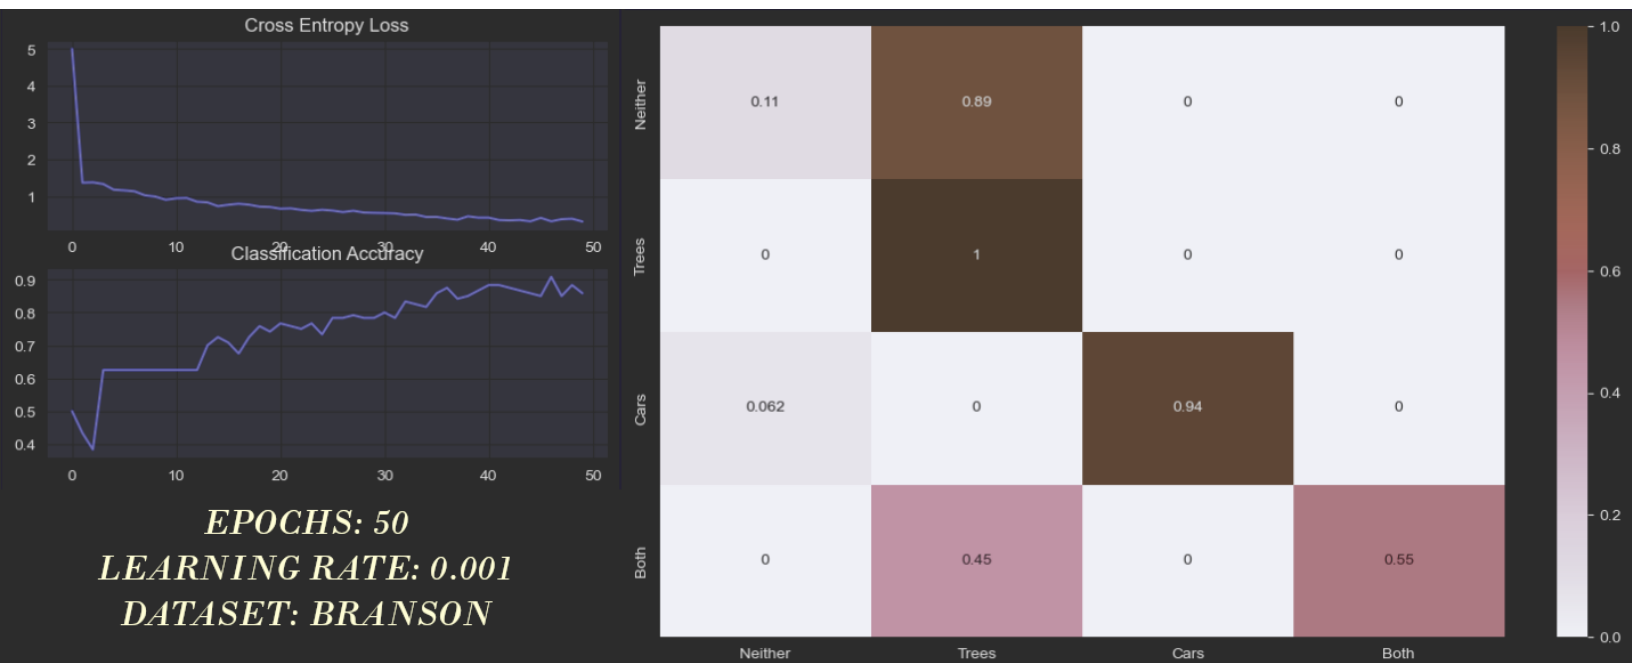 Cross Entropy Loss
5
4
3
2
1
0 10 20 30 40 50
Classification Accuracy
0.9
0.8
0.7
0.6
0.5
0.4
0 10 20 30 40 50
EPOCHS: 50
LEARNING RATE: 0.001
DATASET: BRANSON
Neither 0.11 0.89 0 0
Trees 0 1 0 0
Cars 0.062 0 0.94 0
Both 0 0.45 0 0.55
Neither Trees Cars Both
1.0
0.8
0.6
0.4
0.2
0.0